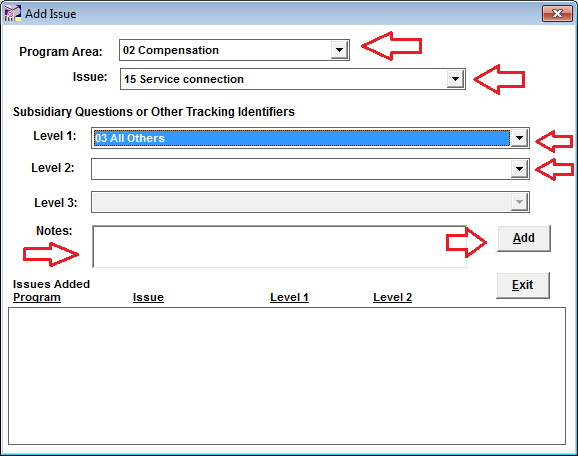 Add Issue
Program Area: 02 Compensation
Issue: 15 Service connection
Subsidiary Questions or Other Tracking Identifiers
Level 1: 03 All Others
Level 2:
Level 3:
Notes:
Add
Exit
Issues Added
Program Issue Level 1 Level 2